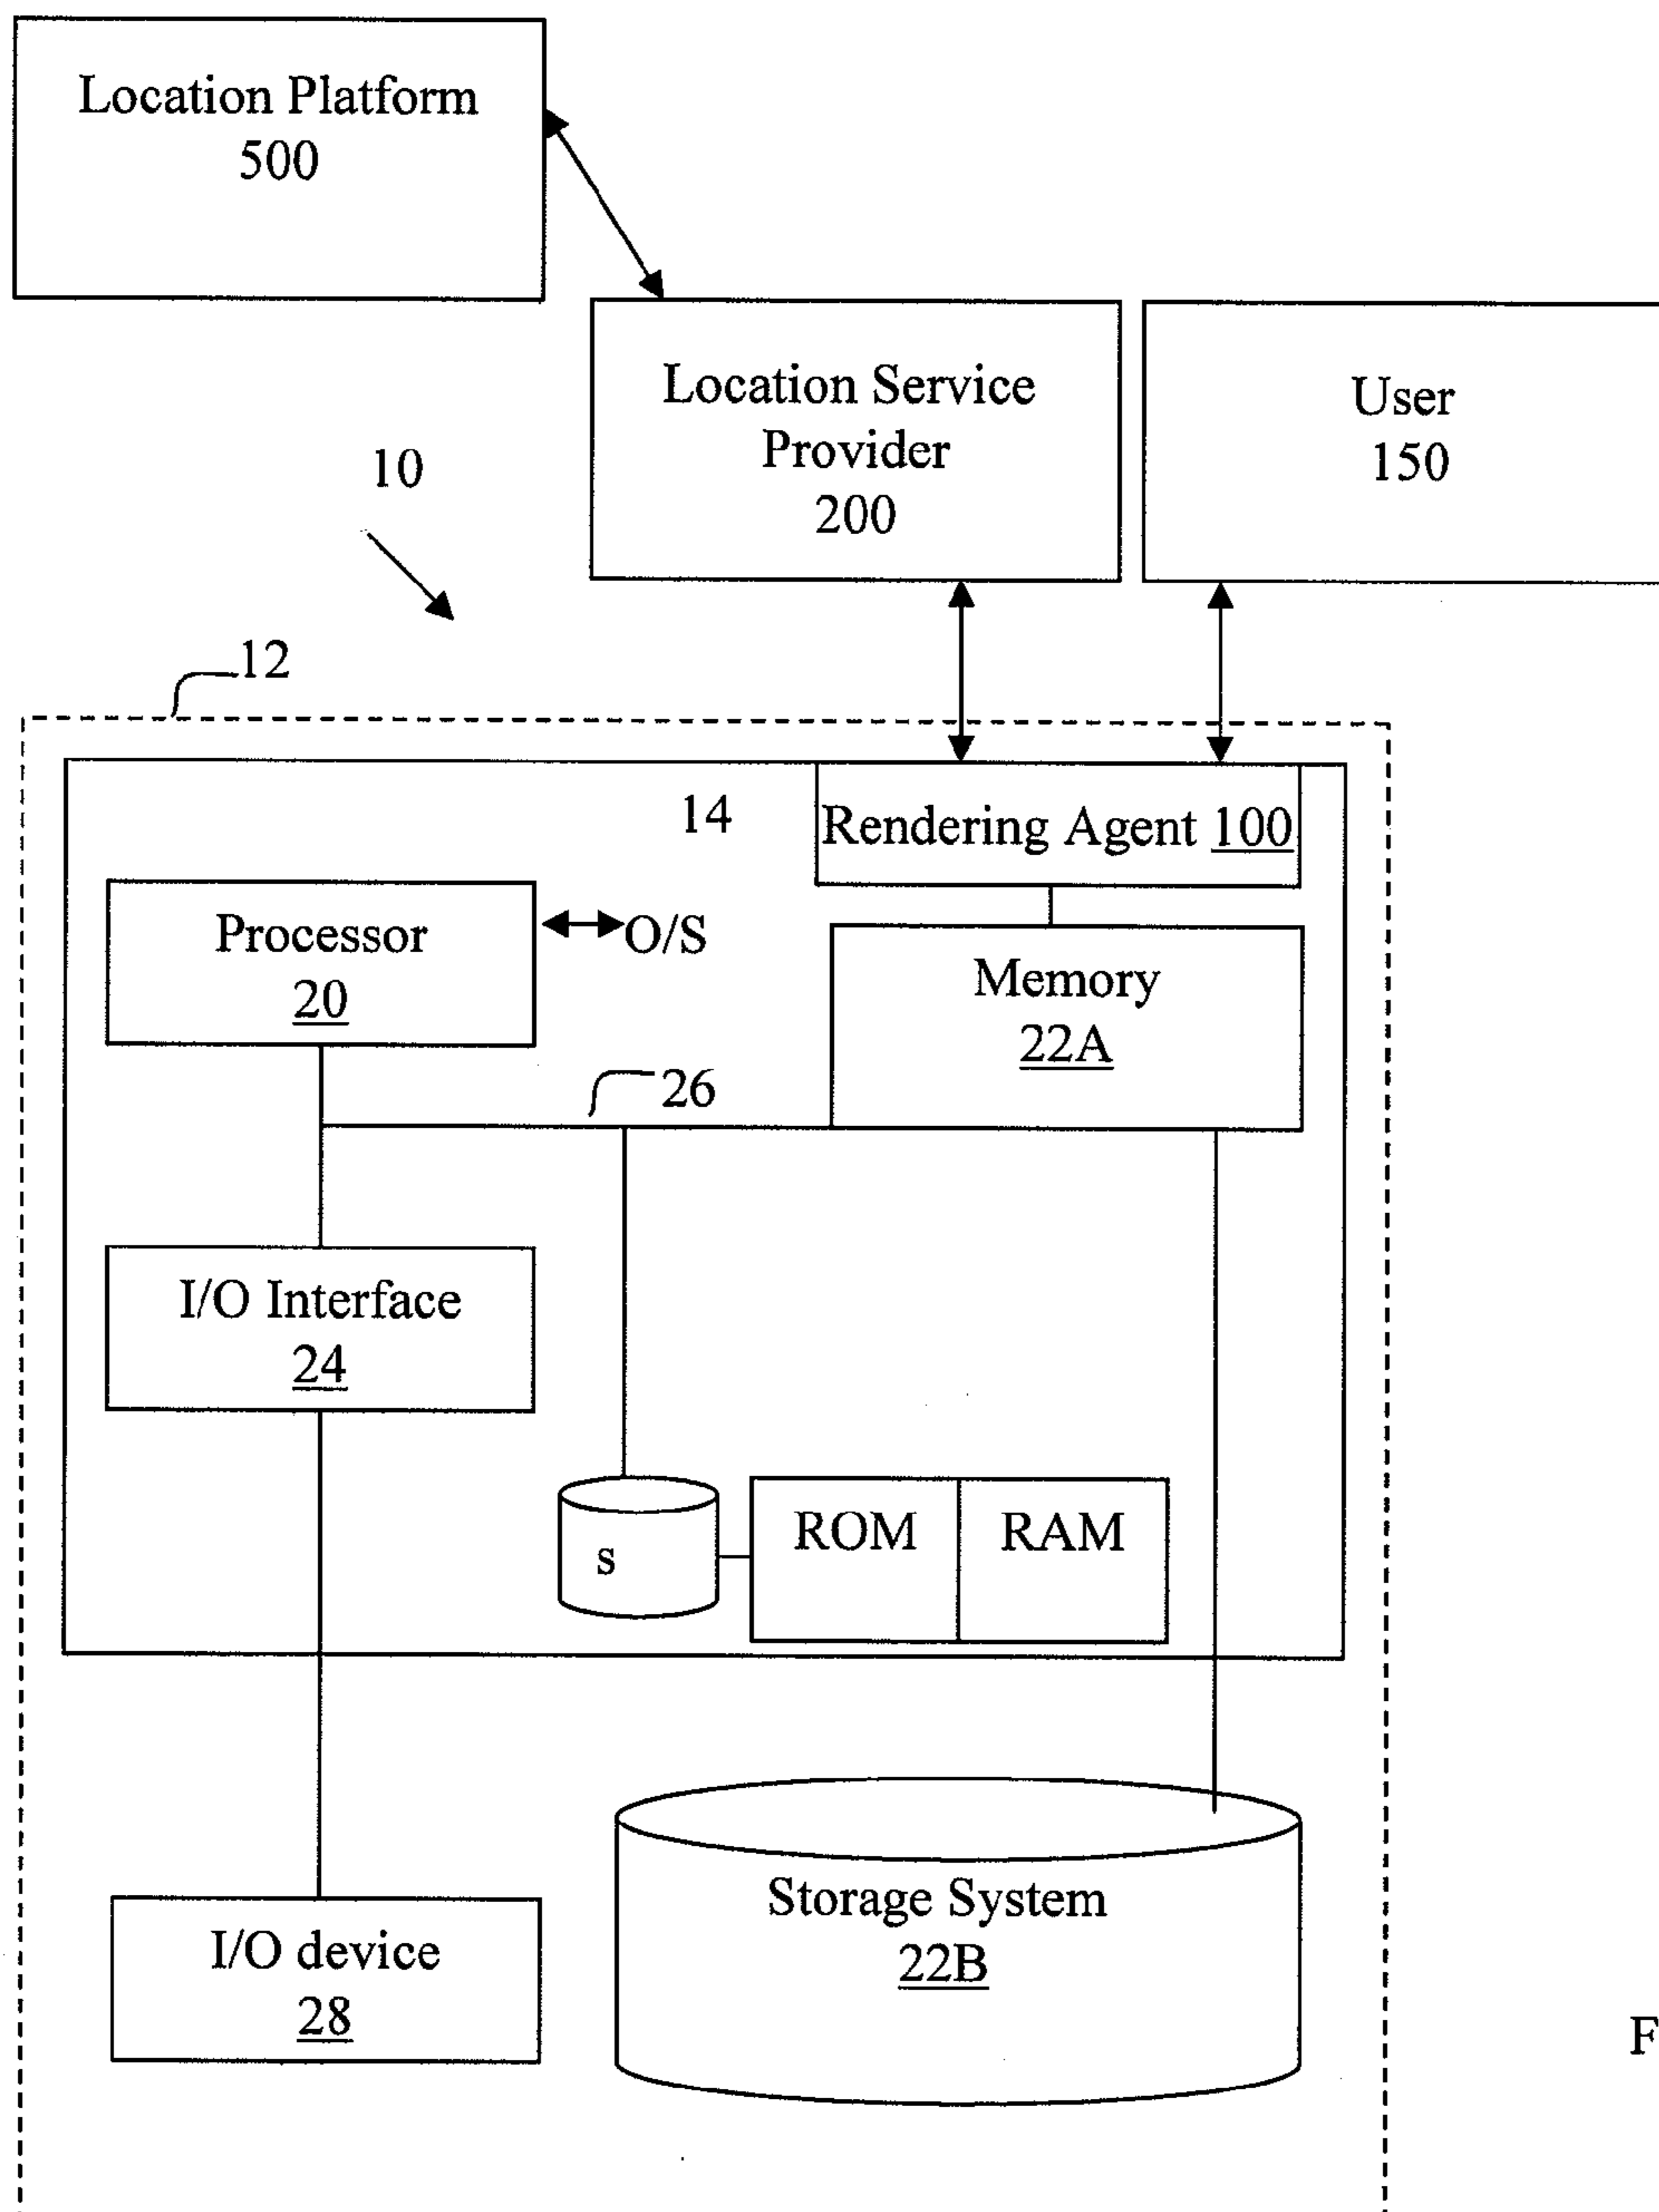 Location Platform
500
Location Service
Provider
200
User
150
10
12
14
Rendering Agent 100
Processor
20
O/S
Memory
22A
26
I/O Interface
24
s
ROM
RAM
Storage System
22B
I/O device
28
F